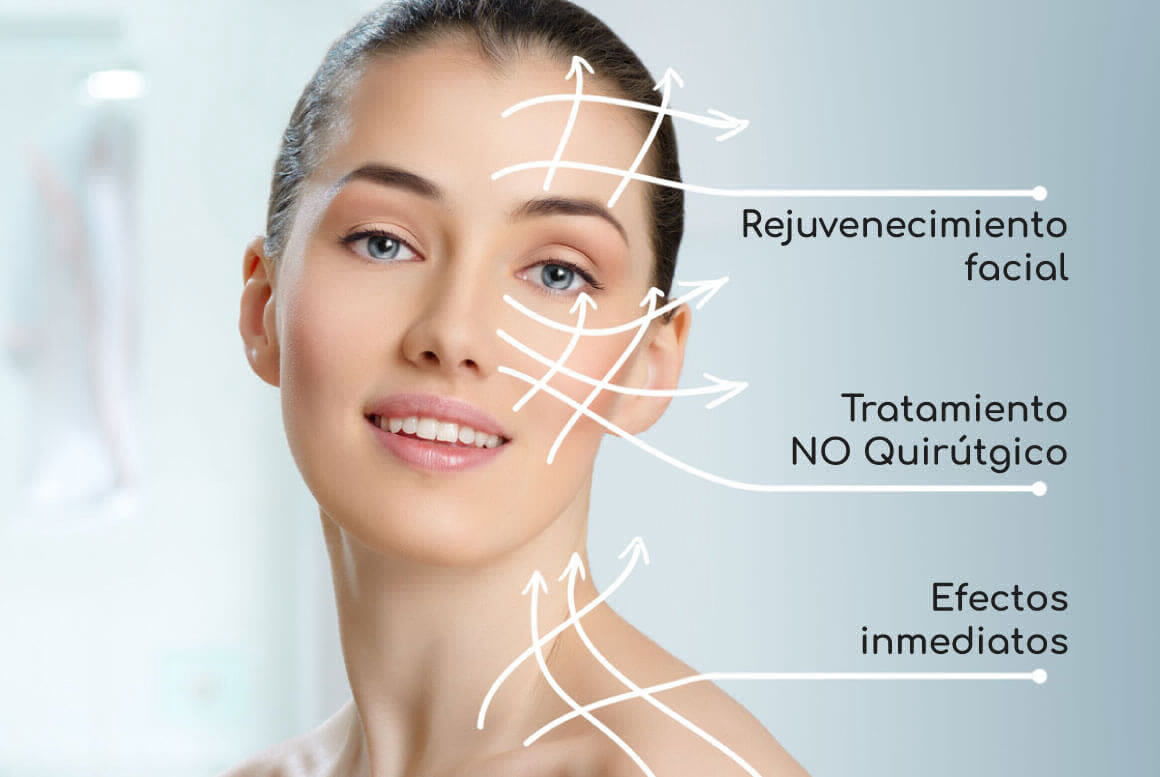 Rejuvenecimiento
facial
Tratamiento
NO Quirútgico
Efectos
inmediatos